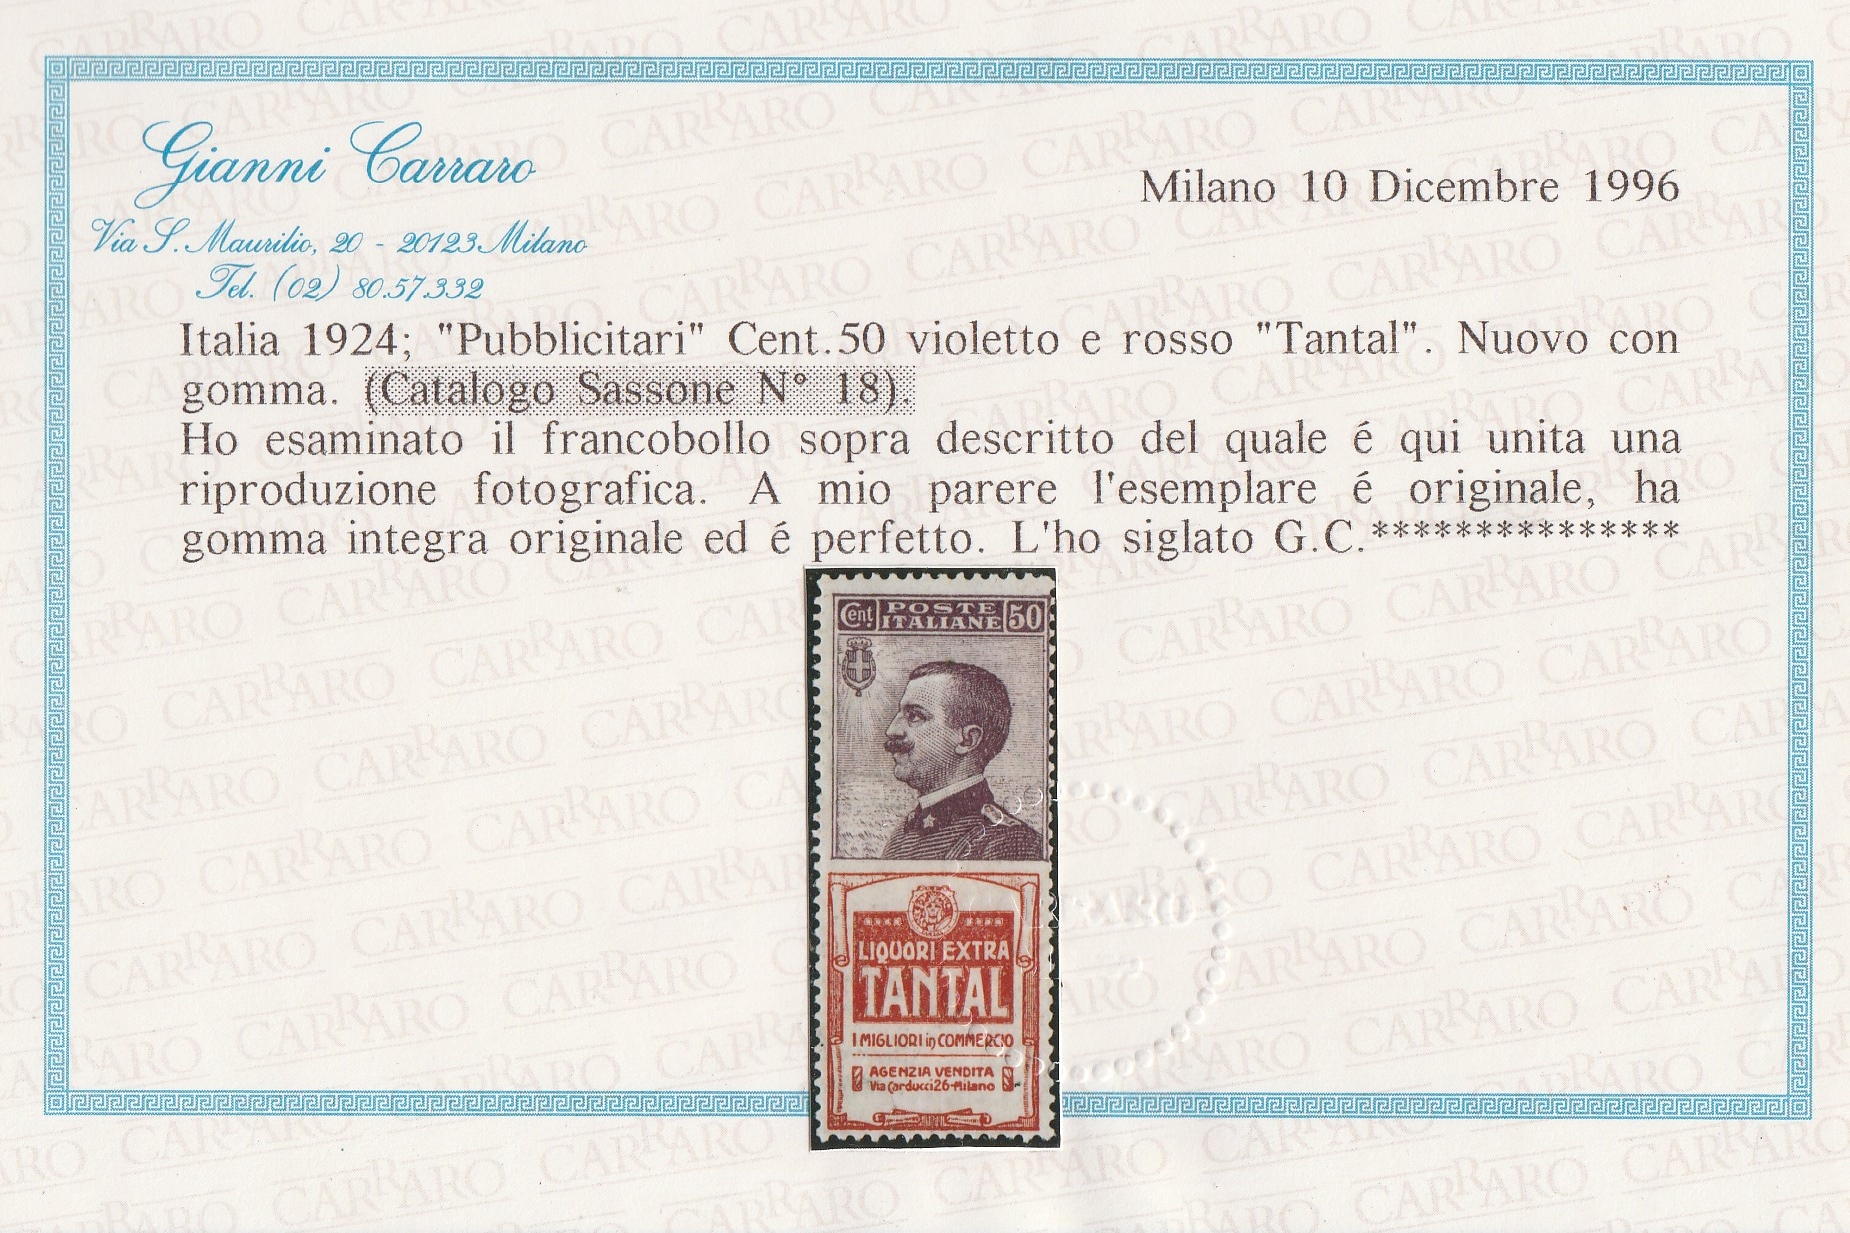 Gianni Carraro
Via S. Maurilio, 20 - 20123 Milano
Tel. (02) 80.57.332
Milano 10 Dicembre 1996
Italia 1924; "Pubblicitari" Cent.50 violetto e rosso "Tantal". Nuovo con
gomma. (Catalogo Sassone N° 18).
Ho esaminato il francobollo sopra descritto del quale é qui unita una
riproduzione fotografica. A mio parere l'esemplare é originale, ha
gomma integra originale ed é perfetto. L'ho siglato G.C.***************
Cent. POSTE ITALIANE 50
LIQUORI EXTRA
TANTAL
I MIGLIORI in COMMERCIO
AGENZIA VENDITA
Via Carducci 26-Milano
CARRARO